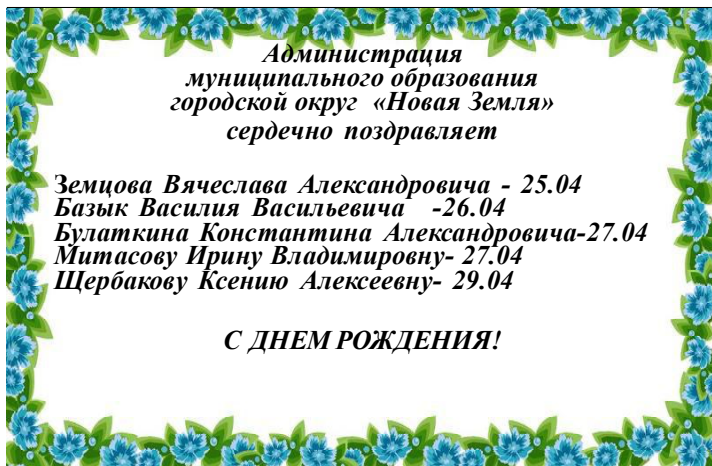 Администрация
муниципального образования
городской округ «Новая Земля»
сердечно поздравляет
Земцова Вячеслава Александровича - 25.04
Базык Василия Васильевича -26.04
Булаткина Константина Александровича-27.04
Митасову Ирину Владимировну- 27.04
Щербакову Ксению Алексеевну- 29.04
С ДНЕМ РОЖДЕНИЯ!